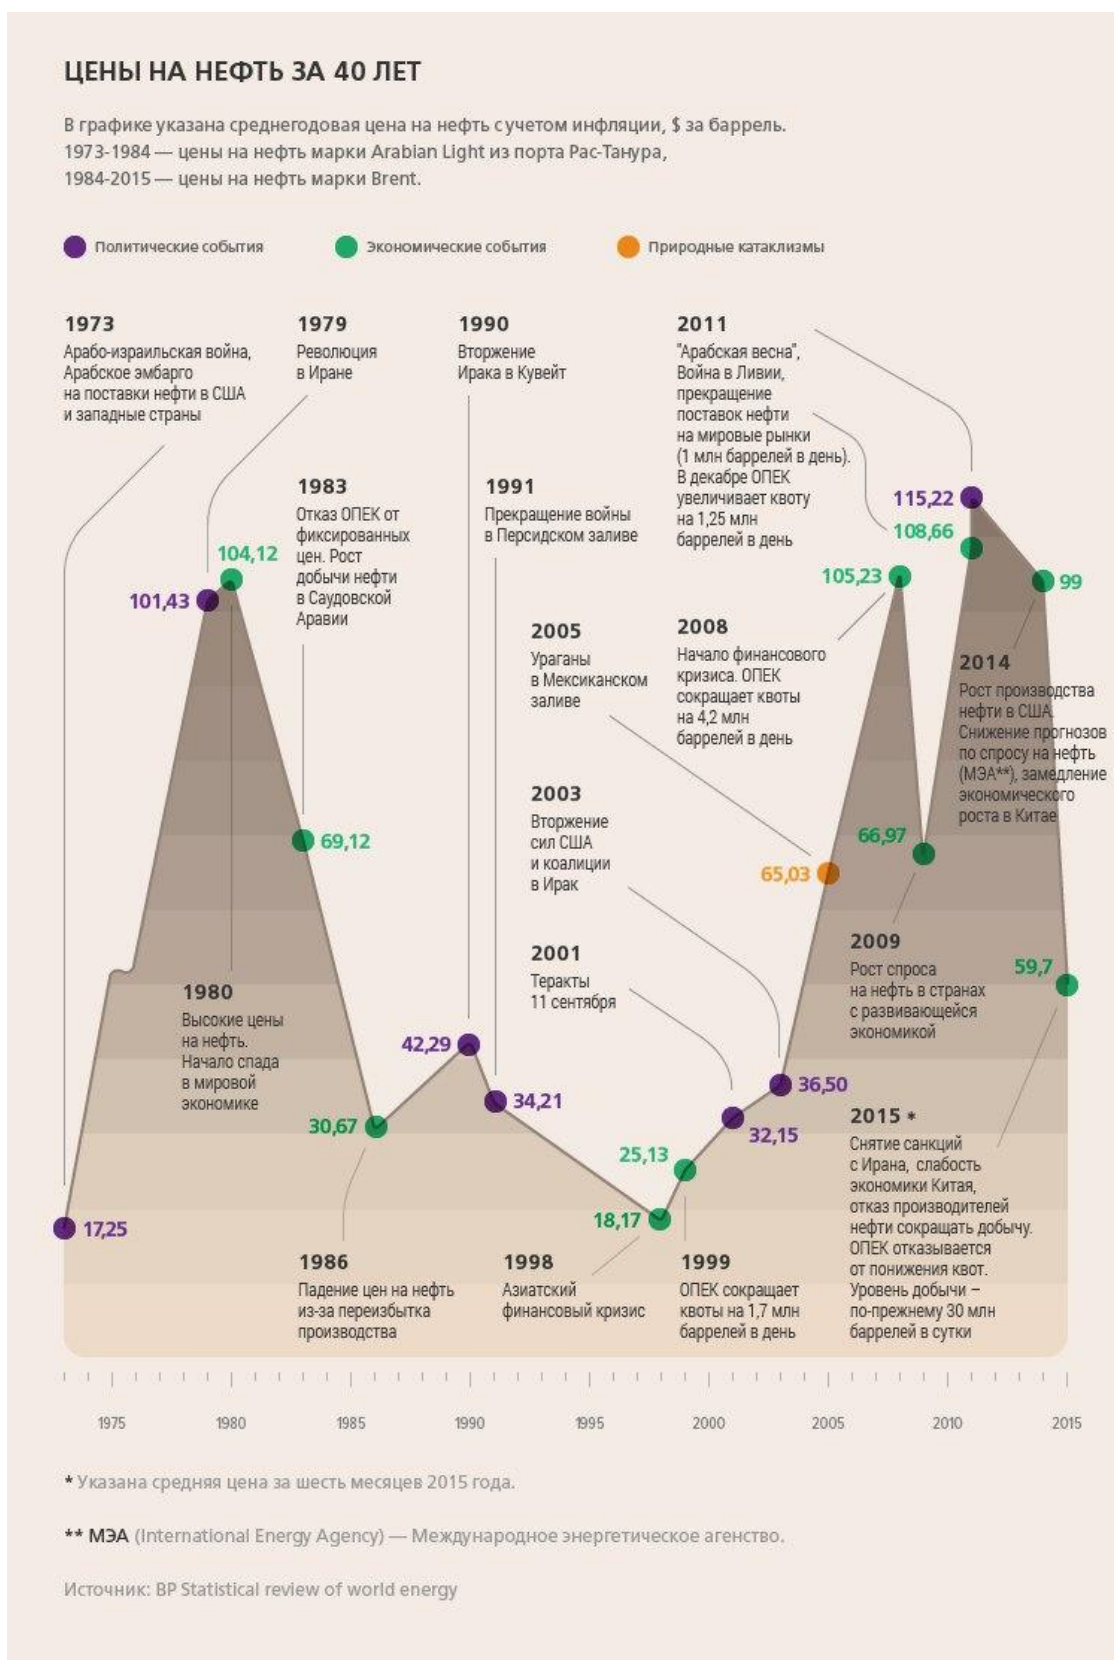 ЦЕНЫ НА НЕФТЬ ЗА 40 ЛЕТ
В графике указана среднегодовая цена на нефть с учетом инфляции, $ за баррель.
1973-1984 — цены на нефть марки Arabian Light из порта Рас-Танура,
1984-2015 — цены на нефть марки Brent.
Политические события
Экономические события
Природные катаклизмы
1973
Арабо-израильская война,
Арабское эмбарго
на поставки нефти в США
и западные страны
1979
Революция
в Иране
1990
Вторжение
Ирака в Кувейт
2011
"Арабская весна",
Война в Ливии,
прекращение
поставок нефти
на мировые рынки
(1 млн баррелей в день).
В декабре ОПЕК
увеличивает квоту
на 1,25 млн
баррелей в день
1983
Отказ ОПЕК от
фиксированных
цен. Рост
добычи нефти
в Саудовской
Аравии
1991
Прекращение войны
в Персидском заливе
115,22
108,66
104,12
101,43
105,23
99
2005
Ураганы
в Мексиканском
заливе
2008
Начало финансового
кризиса. ОПЕК
сокращает квоты
на 4,2 млн
баррелей в день
2014
Рост производства
нефти в США.
Снижение прогнозов
по спросу на нефть
(МЭА**), замедление
экономического
роста в Китае
2003
Вторжение
сил США
и коалиции
в Ирак
69,12
66,97
65,03
2001
Теракты
11 сентября
2009
Рост спроса
на нефть в странах
с развивающейся
экономикой
59,7
1980
Высокие цены
на нефть.
Начало спада
в мировой
экономике
42,29
34,21
36,50
30,67
32,15
25,13
18,17
17,25
2015 *
Снятие санкций
с Ирана, слабость
экономики Китая,
отказ производителей
нефти сокращать добычу.
ОПЕК отказывается
от понижения квот.
Уровень добычи –
по-прежнему 30 млн
баррелей в сутки
1986
Падение цен на нефть
из-за переизбытка
производства
1998
Азиатский
финансовый кризис
1999
ОПЕК сокращает
квоты на 1,7 млн
баррелей в день
1975 1980 1985 1990 1995 2000 2005 2010 2015
* Указана средняя цена за шесть месяцев 2015 года.
** МЭА (International Energy Agency) — Международное энергетическое агенство.
Источник: BP Statistical review of world energy